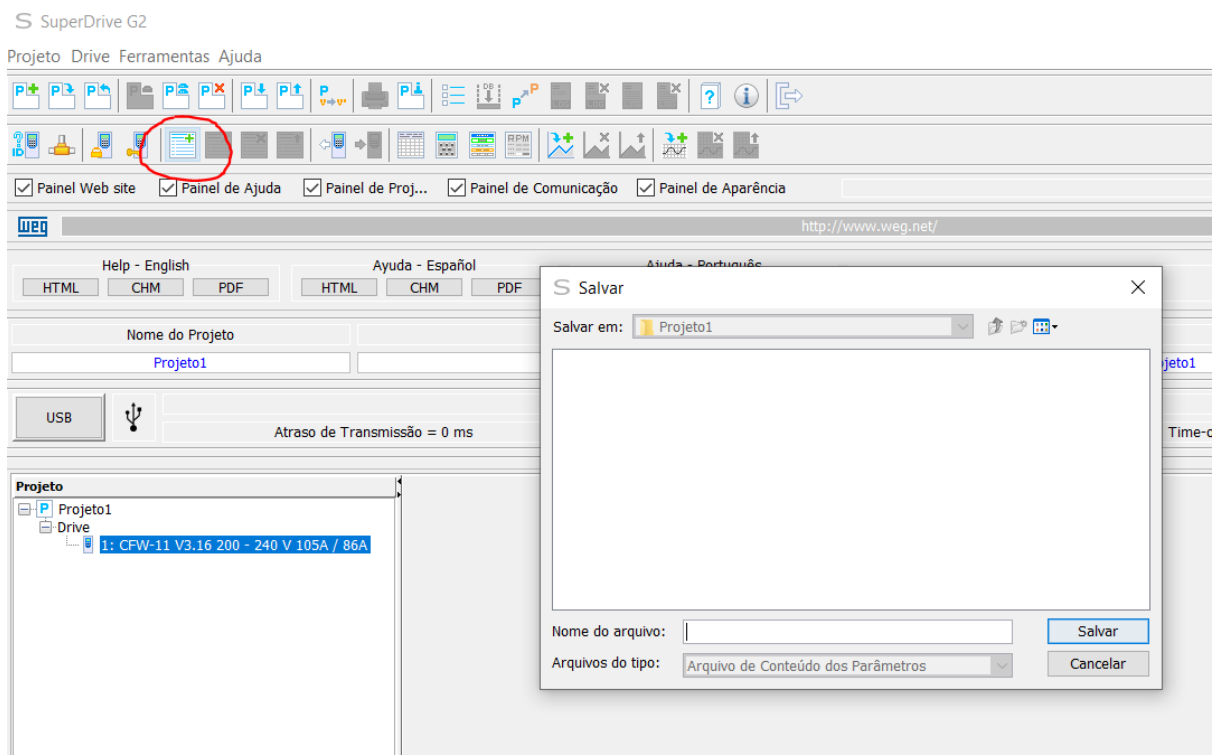 S SuperDrive G2
Projeto Drive Ferramentas Ajuda
Painel Web site Painel de Ajuda Painel de Proj... Painel de Comunicação Painel de Aparência
weg http://www.weg.net/
Help - English Ayuda - Español Ajuda - Português
HTML CHM PDF HTML CHM PDF
S Salvar
Salvar em: Projeto1
Nome do Projeto
Projeto1
jeto1
USB
Atraso de Transmissão = 0 ms
Time-o
Projeto
P Projeto1
Drive
1: CFW-11 V3.16 200 - 240 V 105A / 86A
Nome do arquivo: Salvar
Arquivos do tipo: Arquivo de Conteúdo dos Parâmetros Cancelar